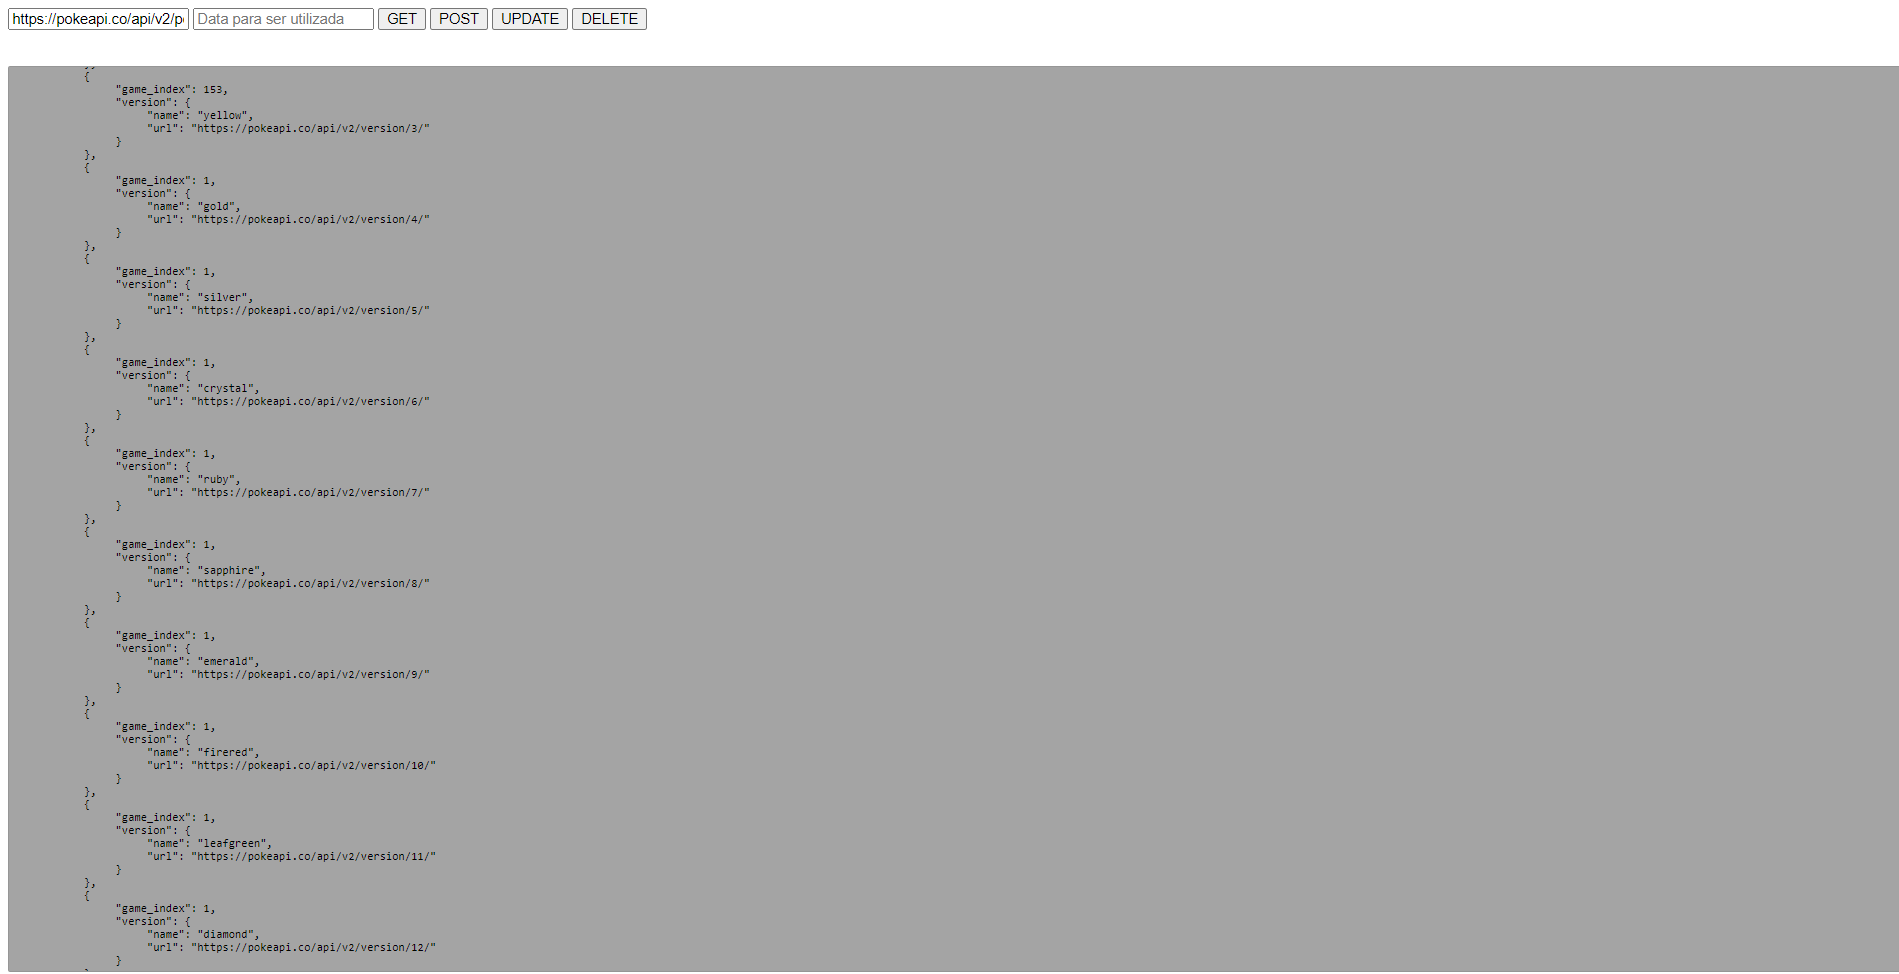 https://pokeapi.co/api/v2/p Data para ser utilizada GET POST UPDATE DELETE
},
{
"game_index": 153,
"version": {
"name": "yellow",
"url": "https://pokeapi.co/api/v2/version/3/"
}
},
{
"game_index": 1,
"version": {
"name": "gold",
"url": "https://pokeapi.co/api/v2/version/4/"
}
},
{
"game_index": 1,
"version": {
"name": "silver",
"url": "https://pokeapi.co/api/v2/version/5/"
}
},
{
"game_index": 1,
"version": {
"name": "crystal",
"url": "https://pokeapi.co/api/v2/version/6/"
}
},
{
"game_index": 1,
"version": {
"name": "ruby",
"url": "https://pokeapi.co/api/v2/version/7/"
}
},
{
"game_index": 1,
"version": {
"name": "sapphire",
"url": "https://pokeapi.co/api/v2/version/8/"
}
},
{
"game_index": 1,
"version": {
"name": "emerald",
"url": "https://pokeapi.co/api/v2/version/9/"
}
},
{
"game_index": 1,
"version": {
"name": "firered",
"url": "https://pokeapi.co/api/v2/version/10/"
}
},
{
"game_index": 1,
"version": {
"name": "leafgreen",
"url": "https://pokeapi.co/api/v2/version/11/"
}
},
{
"game_index": 1,
"version": {
"name": "diamond",
"url": "https://pokeapi.co/api/v2/version/12/"
}